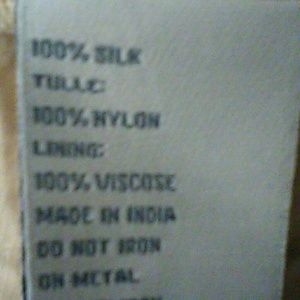 100% SILK
TULLE:
100% NYLON
LINING:
100% VISCOSE
MADE IN INDIA
DO NOT IRON
ON METAL